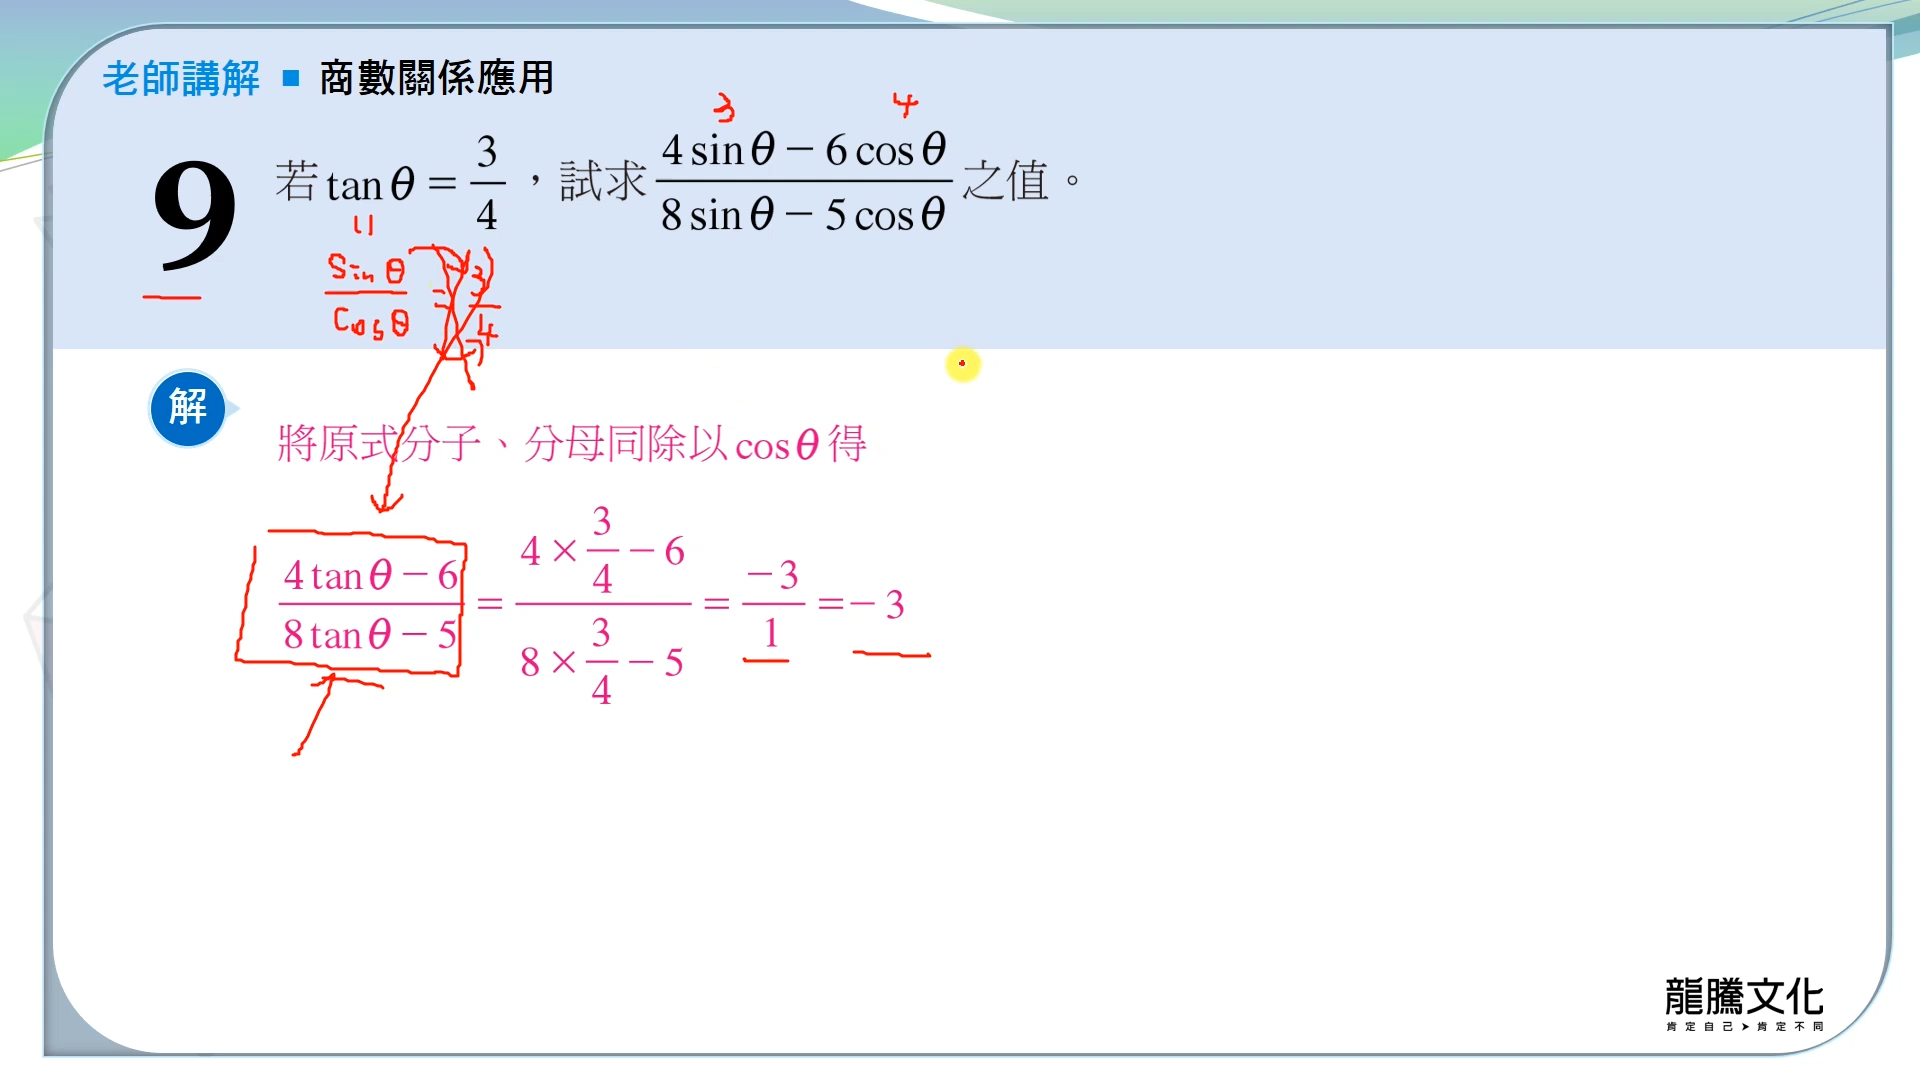 老師講解 ■ 商數關係應用
3 4
9 若 tan θ = 3/4 ，試求 (4 sin θ − 6 cos θ)/(8 sin θ − 5 cos θ) 之值。
sin θ / cos θ = 3/4
解
將原式分子、分母同除以 cos θ 得
(4 tan θ − 6)/(8 tan θ − 5) = (4 × 3/4 − 6)/(8 × 3/4 − 5) = −3/1 = −3
龍騰文化
肯定自己➤肯定不同